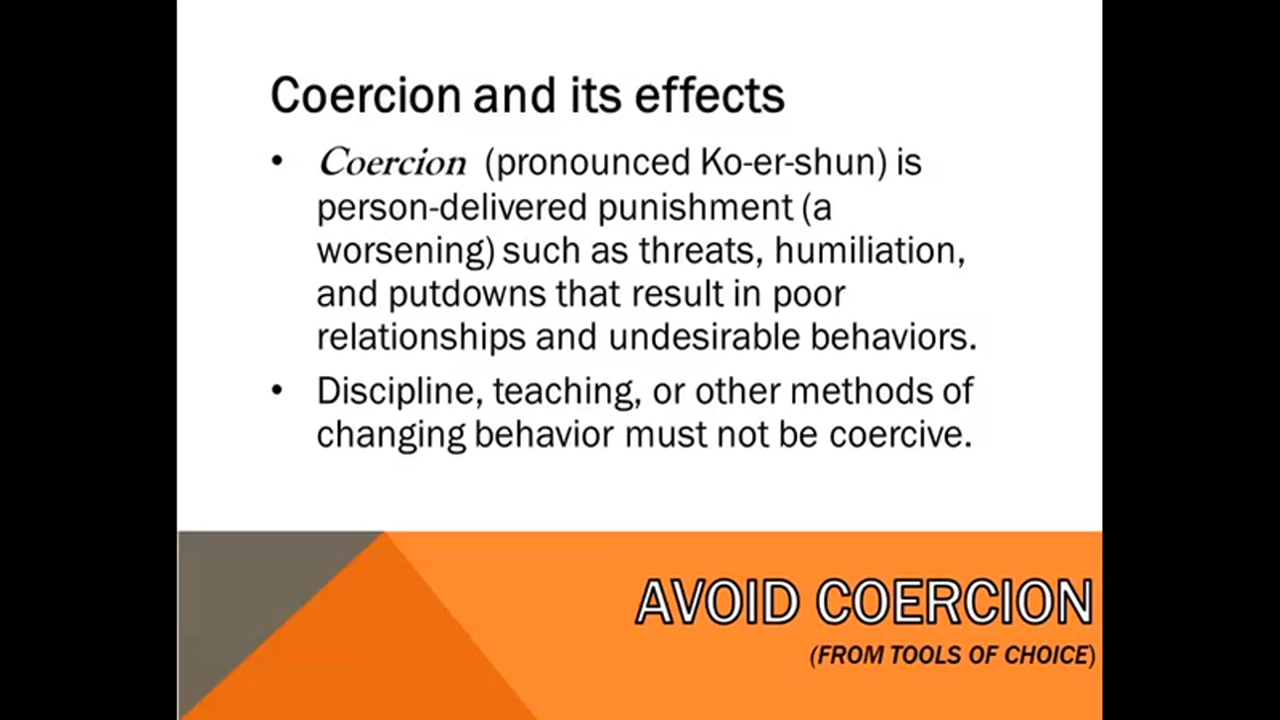 Coercion and its effects
• Coercion (pronounced Ko-er-shun) is
person-delivered punishment (a
worsening) such as threats, humiliation,
and putdowns that result in poor
relationships and undesirable behaviors.
• Discipline, teaching, or other methods of
changing behavior must not be coercive.
AVOID COERCION
(FROM TOOLS OF CHOICE)